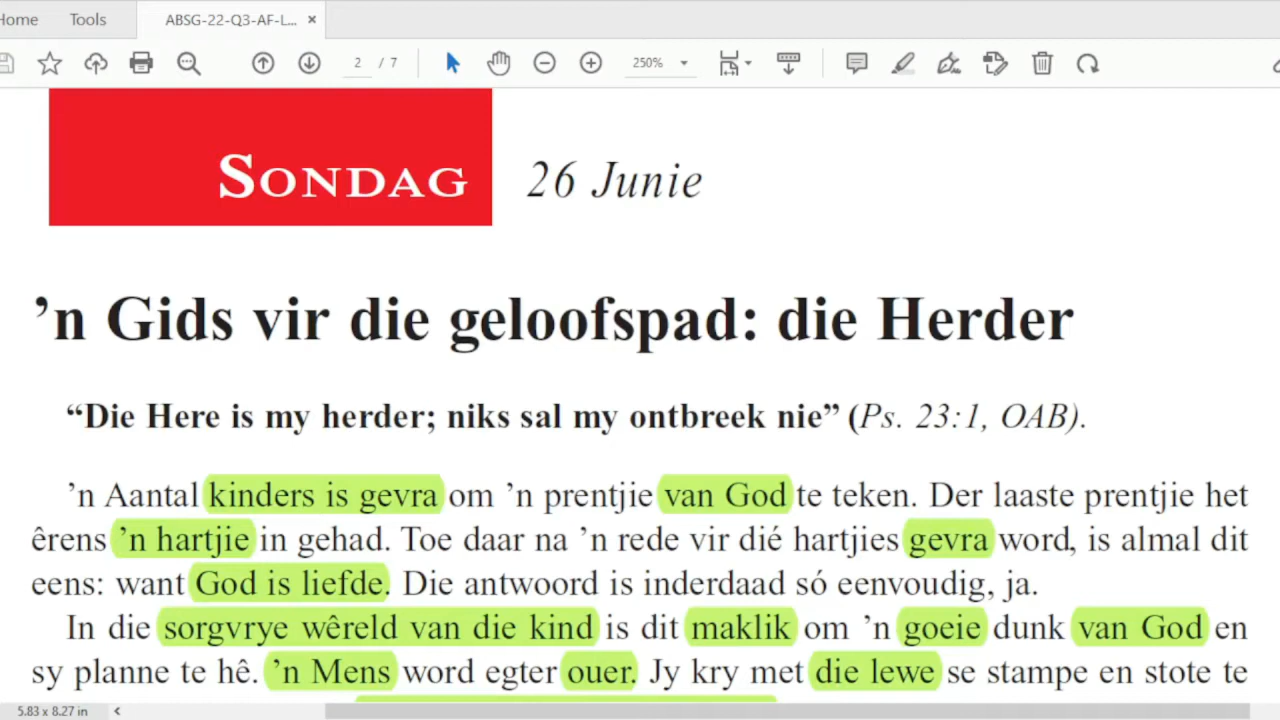 Home Tools ABSG-22-Q3-AF-L... ×
2 / 7 250%
SONDAG 26 Junie
’n Gids vir die geloofspad: die Herder
“Die Here is my herder; niks sal my ontbreek nie” (Ps. 23:1, OAB).
’n Aantal kinders is gevra om ’n prentjie van God te teken. Der laaste prentjie het
êrens ’n hartjie in gehad. Toe daar na ’n rede vir dié hartjies gevra word, is almal dit
eens: want God is liefde. Die antwoord is inderdaad só eenvoudig, ja.
In die sorgvrye wêreld van die kind is dit maklik om ’n goeie dunk van God en
sy planne te hê. ’n Mens word egter ouer. Jy kry met die lewe se stampe en stote te
5.83 x 8.27 in